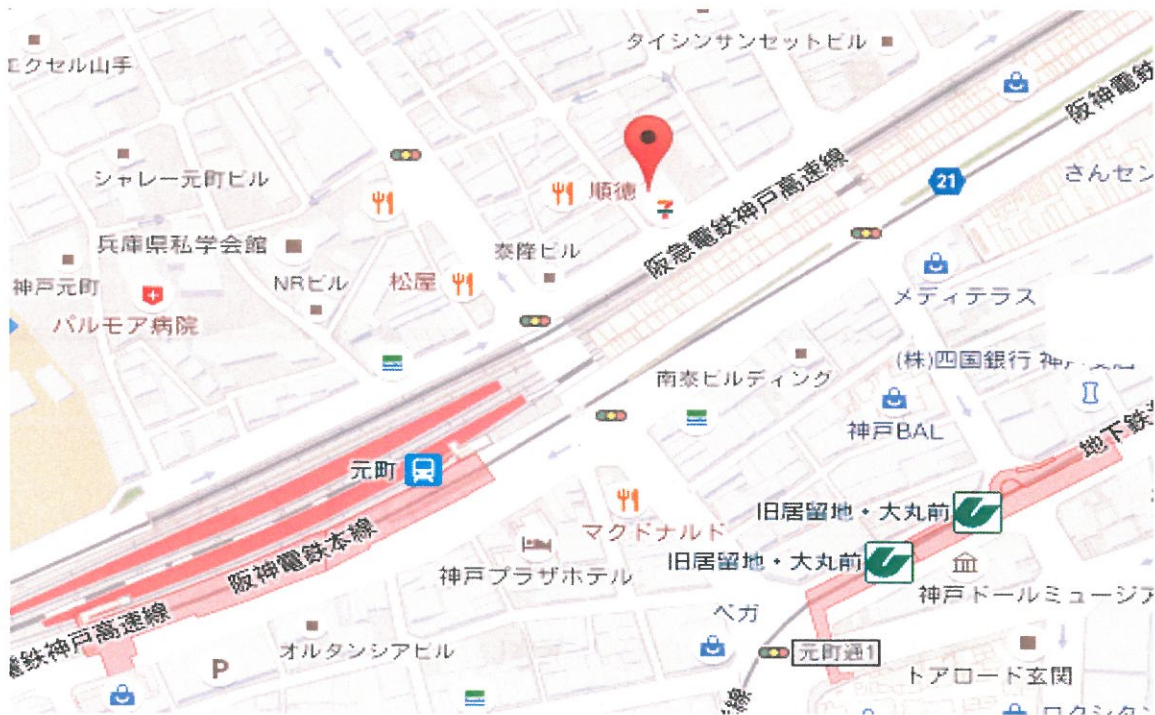 タイシンサンセットビル
エクセル山手
阪神電鉄
シャレー元町ビル
順徳
阪急電鉄神戸高速線
21
さんセン
兵庫県私学会館
泰隆ビル
神戸元町
NRビル
松屋
メディテラス
パルモア病院
(株)四国銀行
南泰ビルディング
神戸BAL
地下鉄
元町
旧居留地・大丸前
マクドナルド
阪神電鉄本線
旧居留地・大丸前
神戸プラザホテル
神戸ドールミュージア
ベガ
電鉄神戸高速線
オルタンシアビル
P
元町通1
トアロード玄関
線
ロクシタン